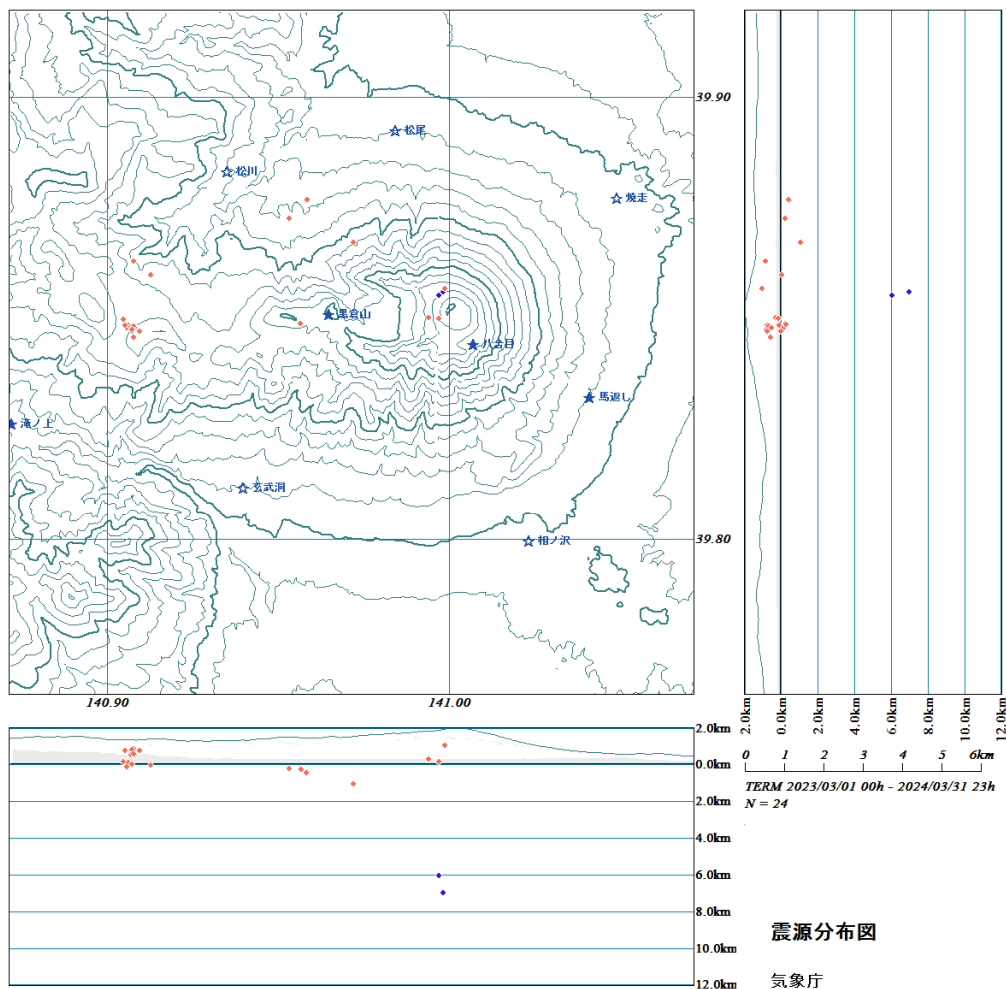 39.90
☆松尾
☆松川
☆焼走
★黒倉山
★八合目
★馬返し
★滝ノ上
☆玄武洞
☆相ノ沢
39.80
140.90
141.00
2.0km
0.0km
2.0km
4.0km
6.0km
8.0km
10.0km
12.0km
2.0km
0.0km
2.0km
4.0km
6.0km
8.0km
10.0km
12.0km
0 1 2 3 4 5 6km
TERM 2023/03/01 00h - 2024/03/31 23h
N = 24
震源分布図
気象庁